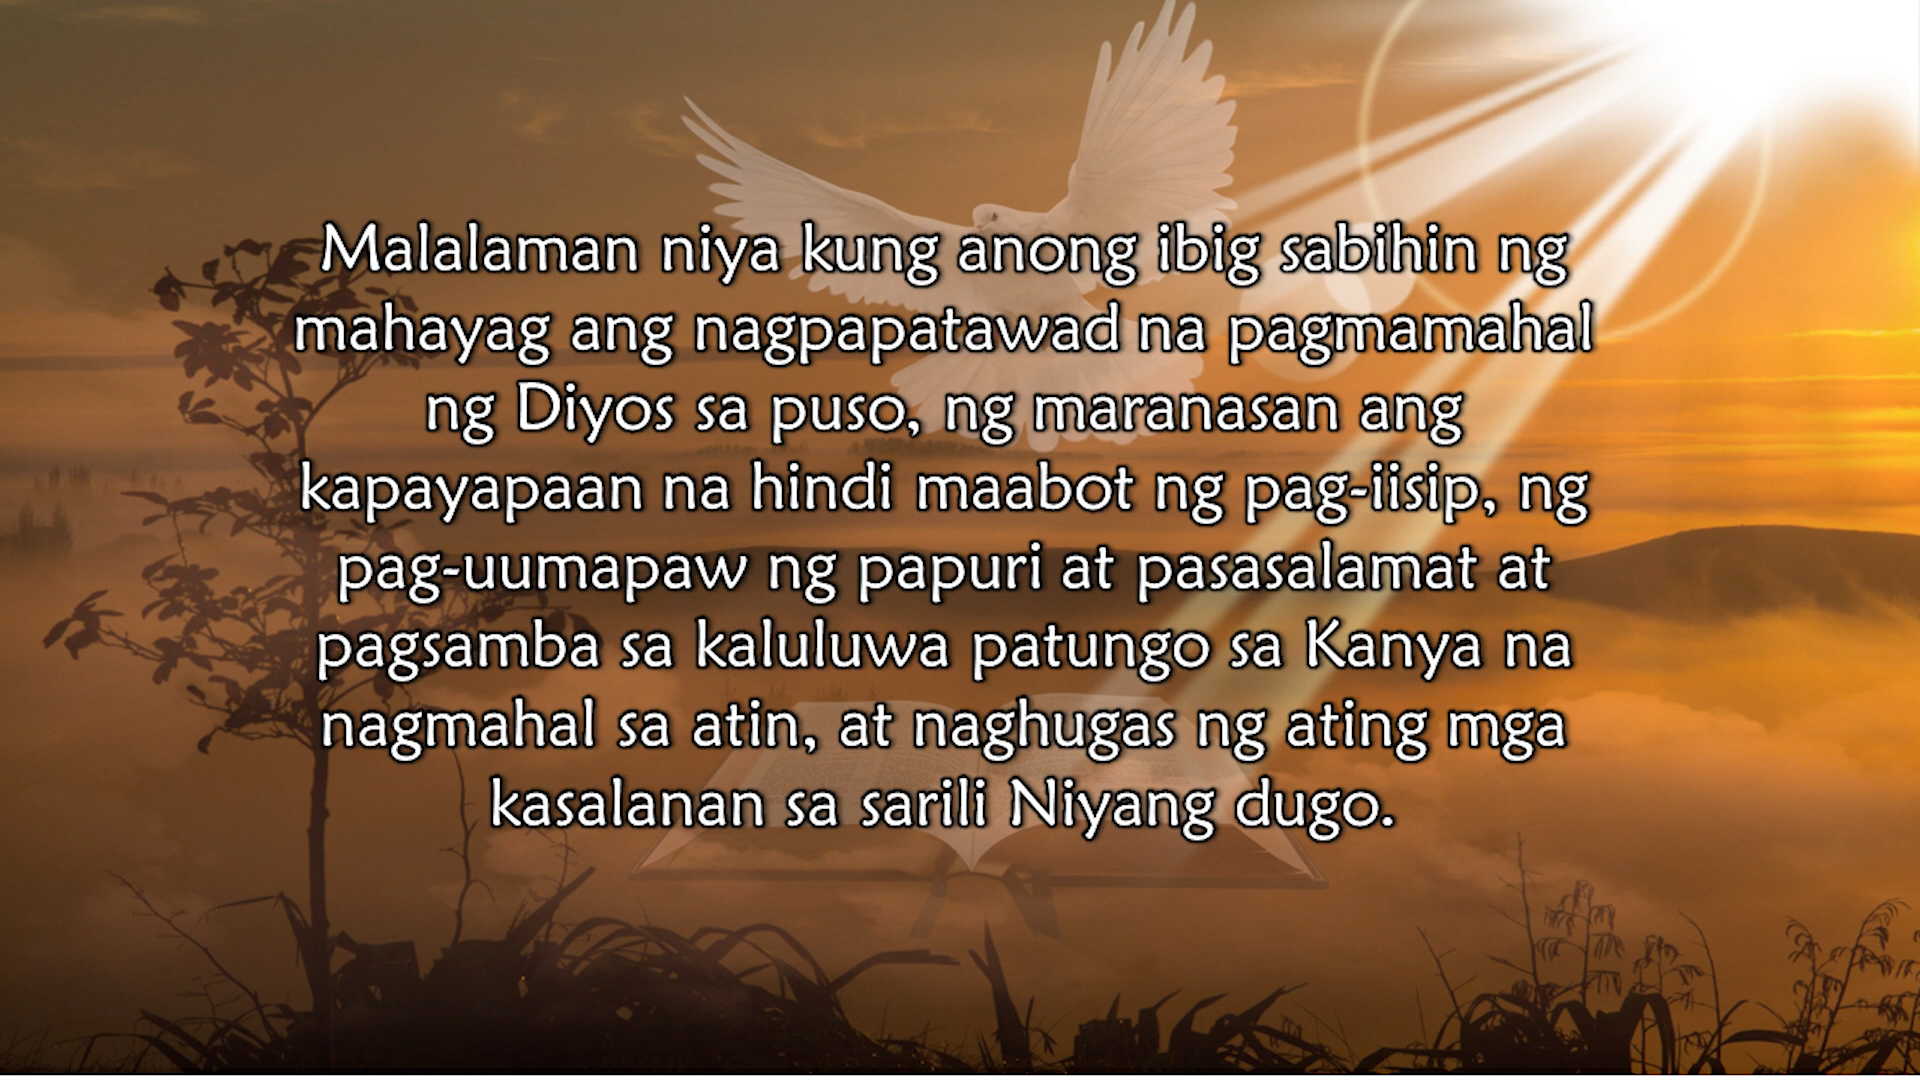 Malalaman niya kung anong ibig sabihin ng
mahayag ang nagpapatawad na pagmamahal
ng Diyos sa puso, ng maranasan ang
kapayapaan na hindi maabot ng pag-iisip, ng
pag-uumapaw ng papuri at pasasalamat at
pagsamba sa kaluluwa patungo sa Kanya na
nagmahal sa atin, at naghugas ng ating mga
kasalanan sa sarili Niyang dugo.